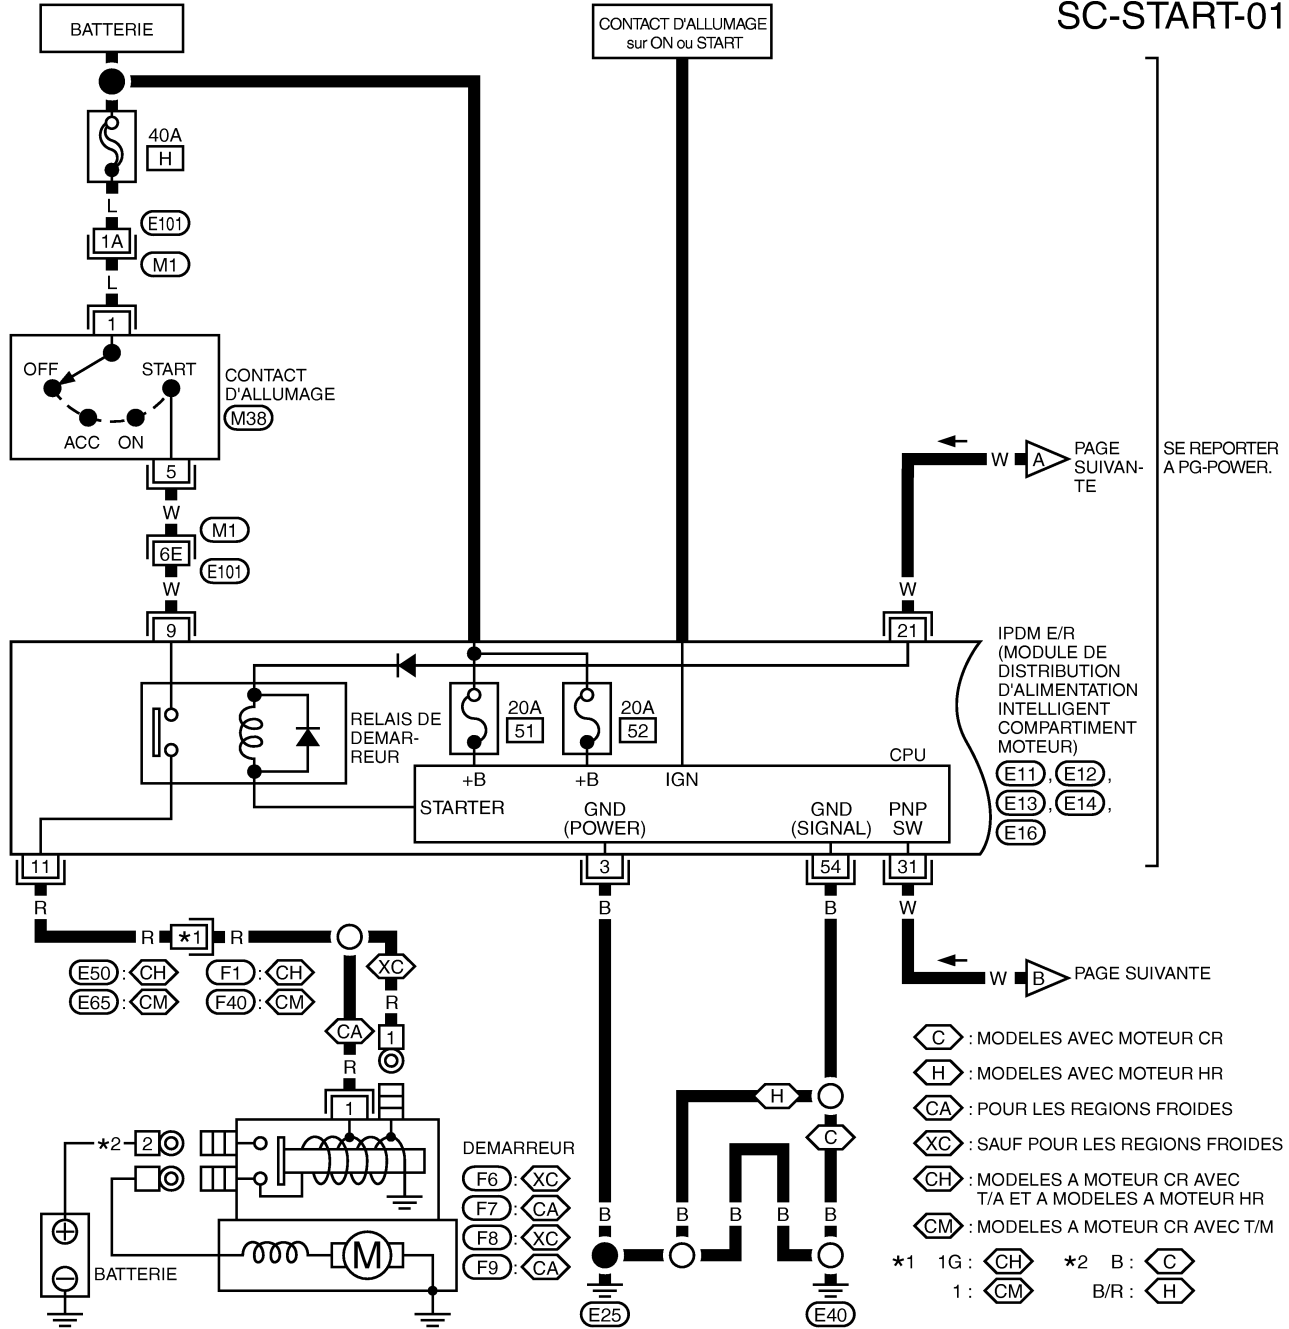 SC-START-01
BATTERIE
CONTACT D'ALLUMAGE
sur ON ou START
40A
H
L
E101
1A
M1
L
1
OFF
START
ACC ON
CONTACT
D'ALLUMAGE
M38
5
W
M1
6E
E101
W
9
A
W
PAGE
SUIVAN-
TE
SE REPORTER
A PG-POWER.
W
21
IPDM E/R
(MODULE DE
DISTRIBUTION
D'ALIMENTATION
INTELLIGENT
COMPARTIMENT
MOTEUR)
E11 , E12 ,
E13 , E14 ,
E16
RELAIS DE
DEMAR-
REUR
20A
51
20A
52
CPU
+B
+B
IGN
STARTER
GND
(POWER)
GND
(SIGNAL)
PNP
SW
11
3
54
31
R
B
B
W
R *1 R
XC
E50 : CH F1 : CH
E65 : CM F40 : CM
W B PAGE SUIVANTE
R
CA
1
R
1
*2 2
DEMARREUR
F6 : XC
F7 : CA
F8 : XC
F9 : CA
M
+
−
BATTERIE
H
C
B
B
B
B
B
E25
E40
C : MODELES AVEC MOTEUR CR
H : MODELES AVEC MOTEUR HR
CA : POUR LES REGIONS FROIDES
XC : SAUF POUR LES REGIONS FROIDES
CH : MODELES A MOTEUR CR AVEC
T/A ET A MODELES A MOTEUR HR
CM : MODELES A MOTEUR CR AVEC T/M
*1 1G : CH *2 B : C
1 : CM B/R : H